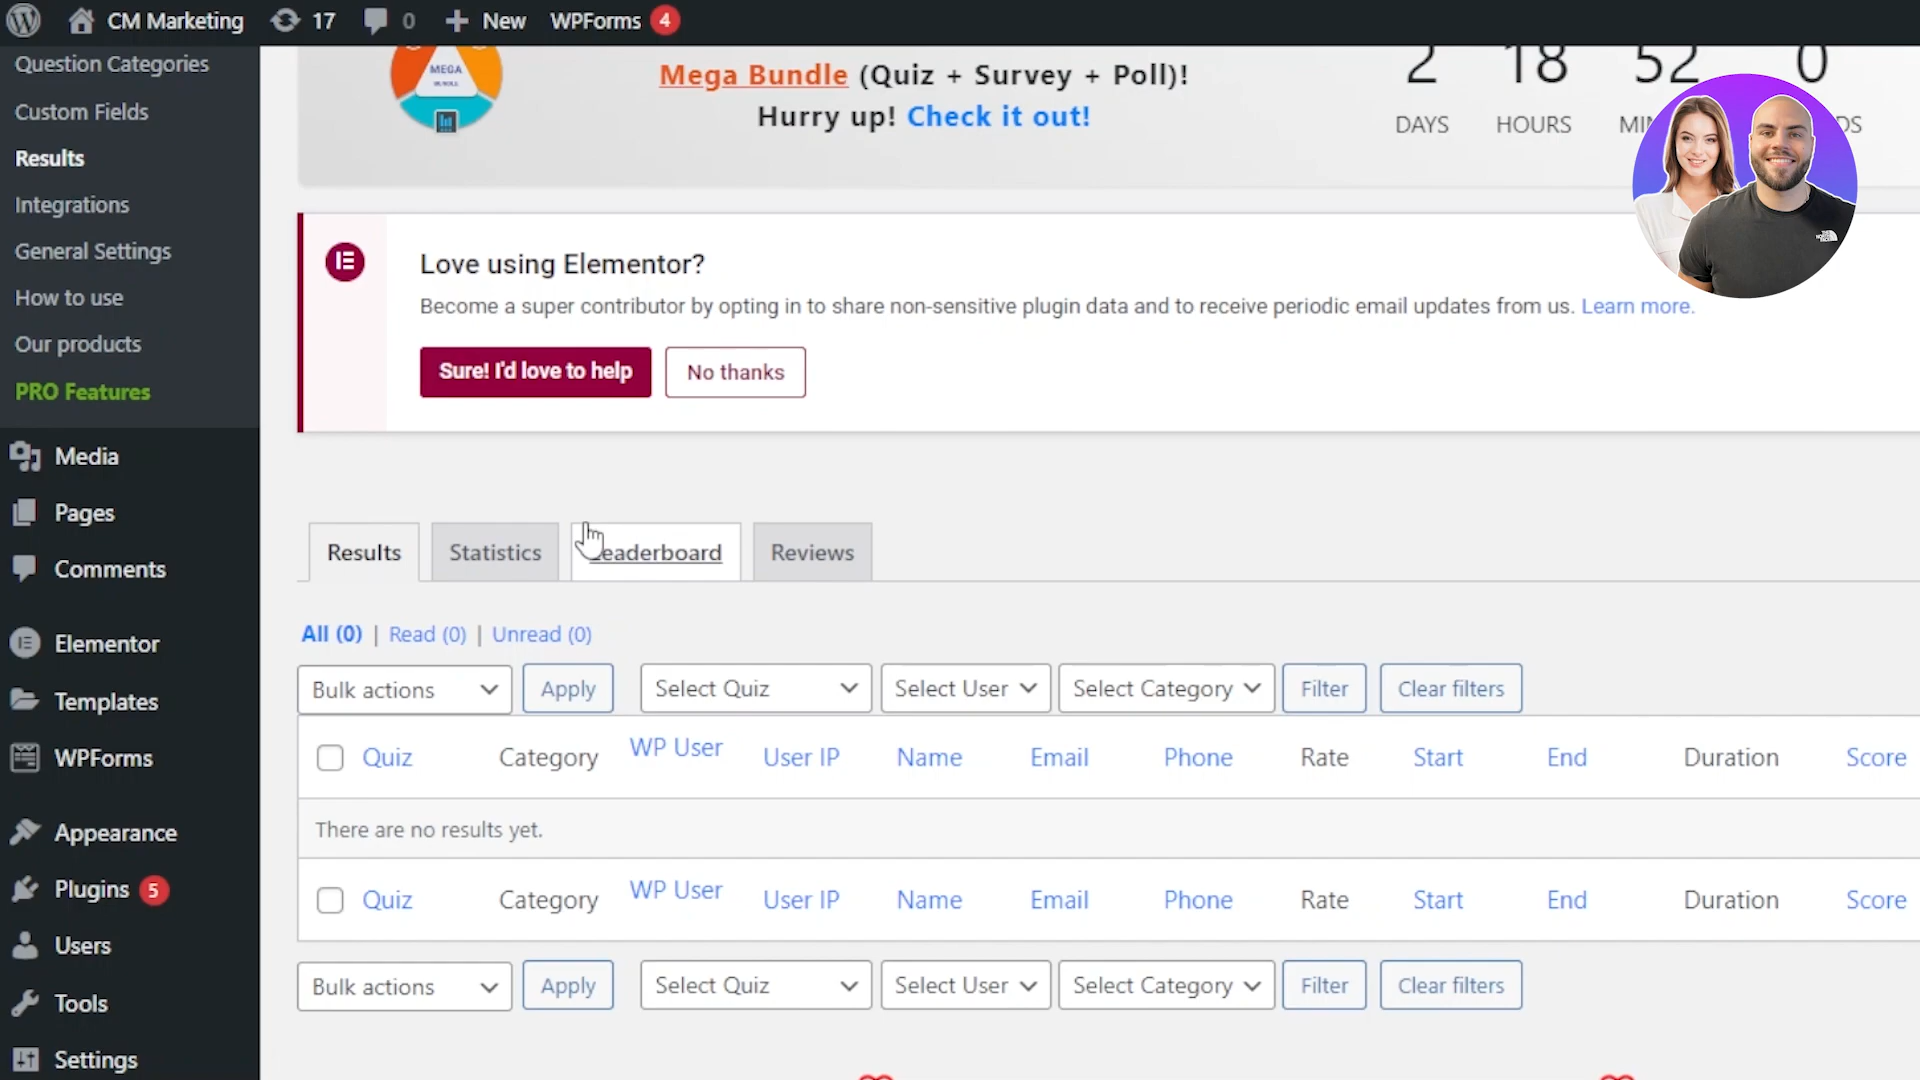 CM Marketing 17 0 New WPForms 4
Question Categories
Custom Fields
Results
Integrations
General Settings
How to use
Our products
PRO Features
Media
Pages
Comments
Elementor
Templates
WPForms
Appearance
Plugins 5
Users
Tools
Settings
MEGA
Mega Bundle (Quiz + Survey + Poll)!
Hurry up! Check it out!
2 18 52 0
DAYS HOURS
Love using Elementor?
Become a super contributor by opting in to share non-sensitive plugin data and to receive periodic email updates from us. Learn more.
Sure! I'd love to help No thanks
Results Statistics Leaderboard Reviews
All (0) | Read (0) | Unread (0)
Bulk actions Apply Select Quiz Select User Select Category Filter Clear filters
Quiz Category WP User User IP Name Email Phone Rate Start End Duration Score
There are no results yet.
Quiz Category WP User User IP Name Email Phone Rate Start End Duration Score
Bulk actions Apply Select Quiz Select User Select Category Filter Clear filters